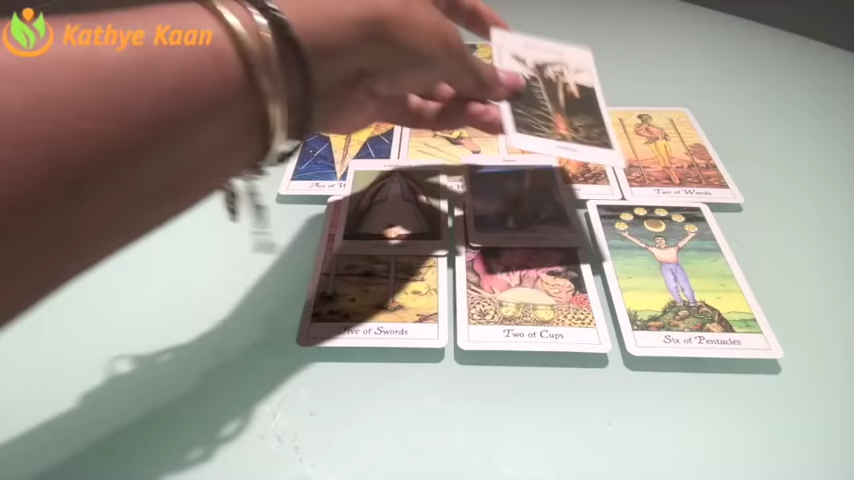 Kathye Kaan
Two of Wands
Five of Swords
Two of Cups
Six of Pentacles